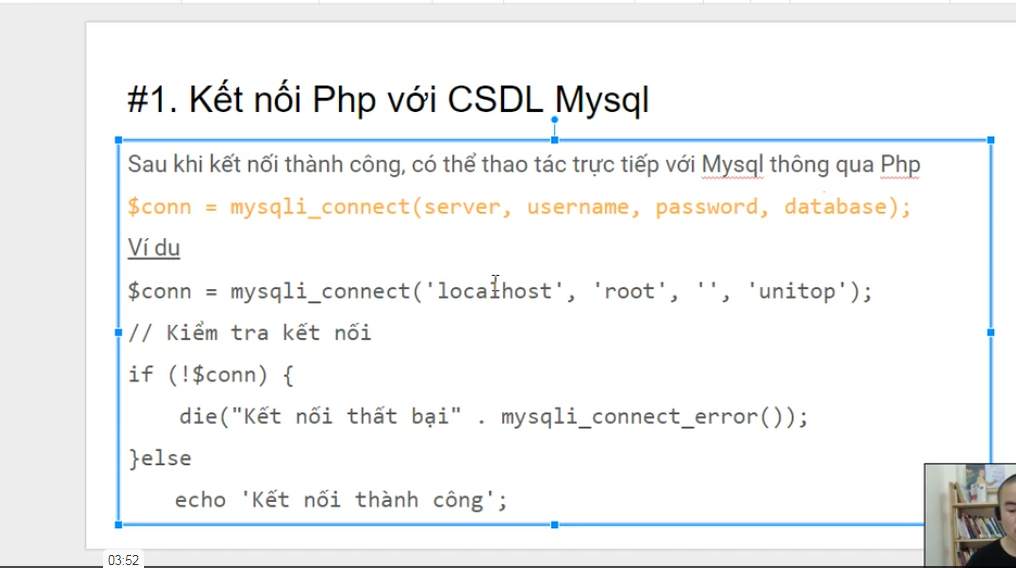 #1. Kết nối Php với CSDL Mysql
Sau khi kết nối thành công, có thể thao tác trực tiếp với Mysql thông qua Php
$conn = mysqli_connect(server, username, password, database);
Ví du
$conn = mysqli_connect('localhost', 'root', '', 'unitop');
// Kiểm tra kết nối
if (!$conn) {
die("Kết nối thất bại" . mysqli_connect_error());
}else
echo 'Kết nối thành công';
03:52